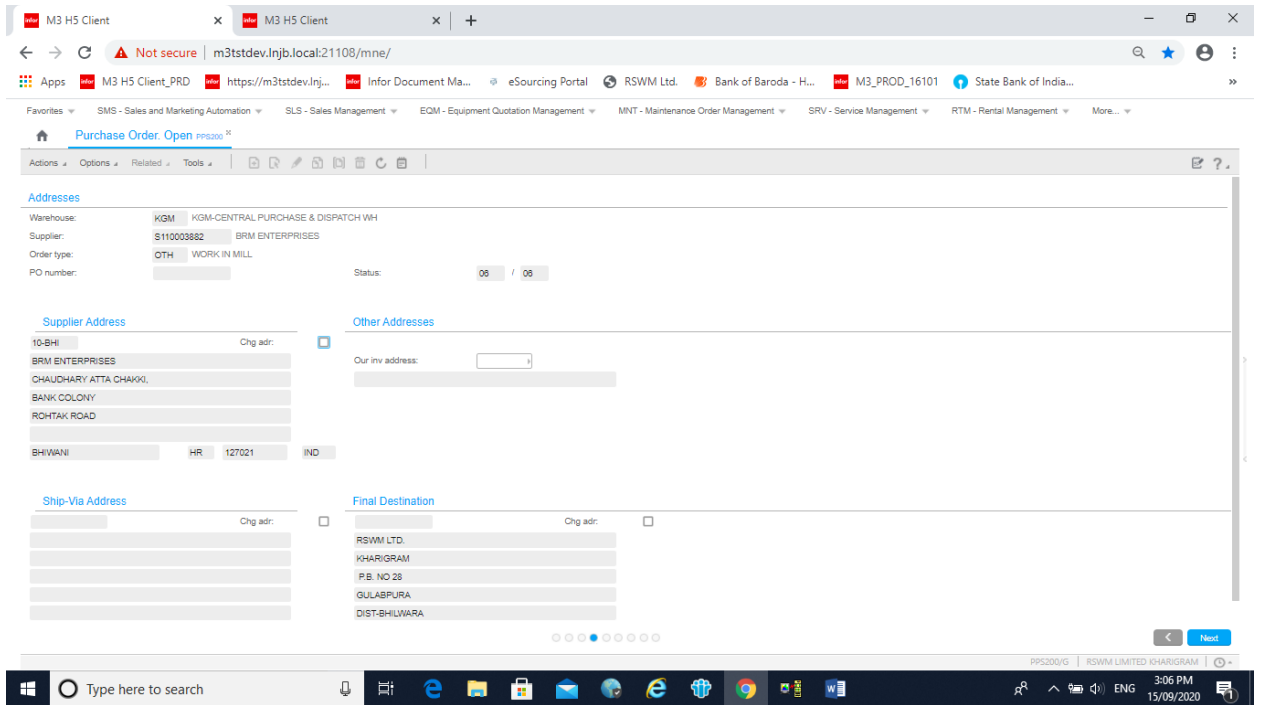 infor M3 H5 Client × infor M3 H5 Client × +
Not secure | m3tstdev.lnjb.local:21108/mne/
Apps infor M3 H5 Client_PRD infor https://m3tstdev.lnj... infor Infor Document Ma... eSourcing Portal RSWM Ltd. Bank of Baroda - H... infor M3_PROD_16101 State Bank of India... »
Favorites SMS - Sales and Marketing Automation SLS - Sales Management EQM - Equipment Quotation Management MNT - Maintenance Order Management SRV - Service Management RTM - Rental Management More...
Purchase Order. Open PPS200 ×
Actions Options Related Tools ?
Addresses
Warehouse: KGM KGM-CENTRAL PURCHASE & DISPATCH WH
Supplier: S110003882 BRM ENTERPRISES
Order type: OTH WORK IN MILL
PO number: Status: 06 / 06
Supplier Address Other Addresses
10-BHI Chg adr:
BRM ENTERPRISES Our inv address:
CHAUDHARY ATTA CHAKKI,
BANK COLONY
ROHTAK ROAD
BHIWANI HR 127021 IND
Ship-Via Address Final Destination
Chg adr: Chg adr:
RSWM LTD.
KHARIGRAM
P.B. NO 28
GULABPURA
DIST-BHILWARA
< Next
PPS200/G | RSWM LIMITED KHARIGRAM
Type here to search ENG 3:06 PM
15/09/2020 1